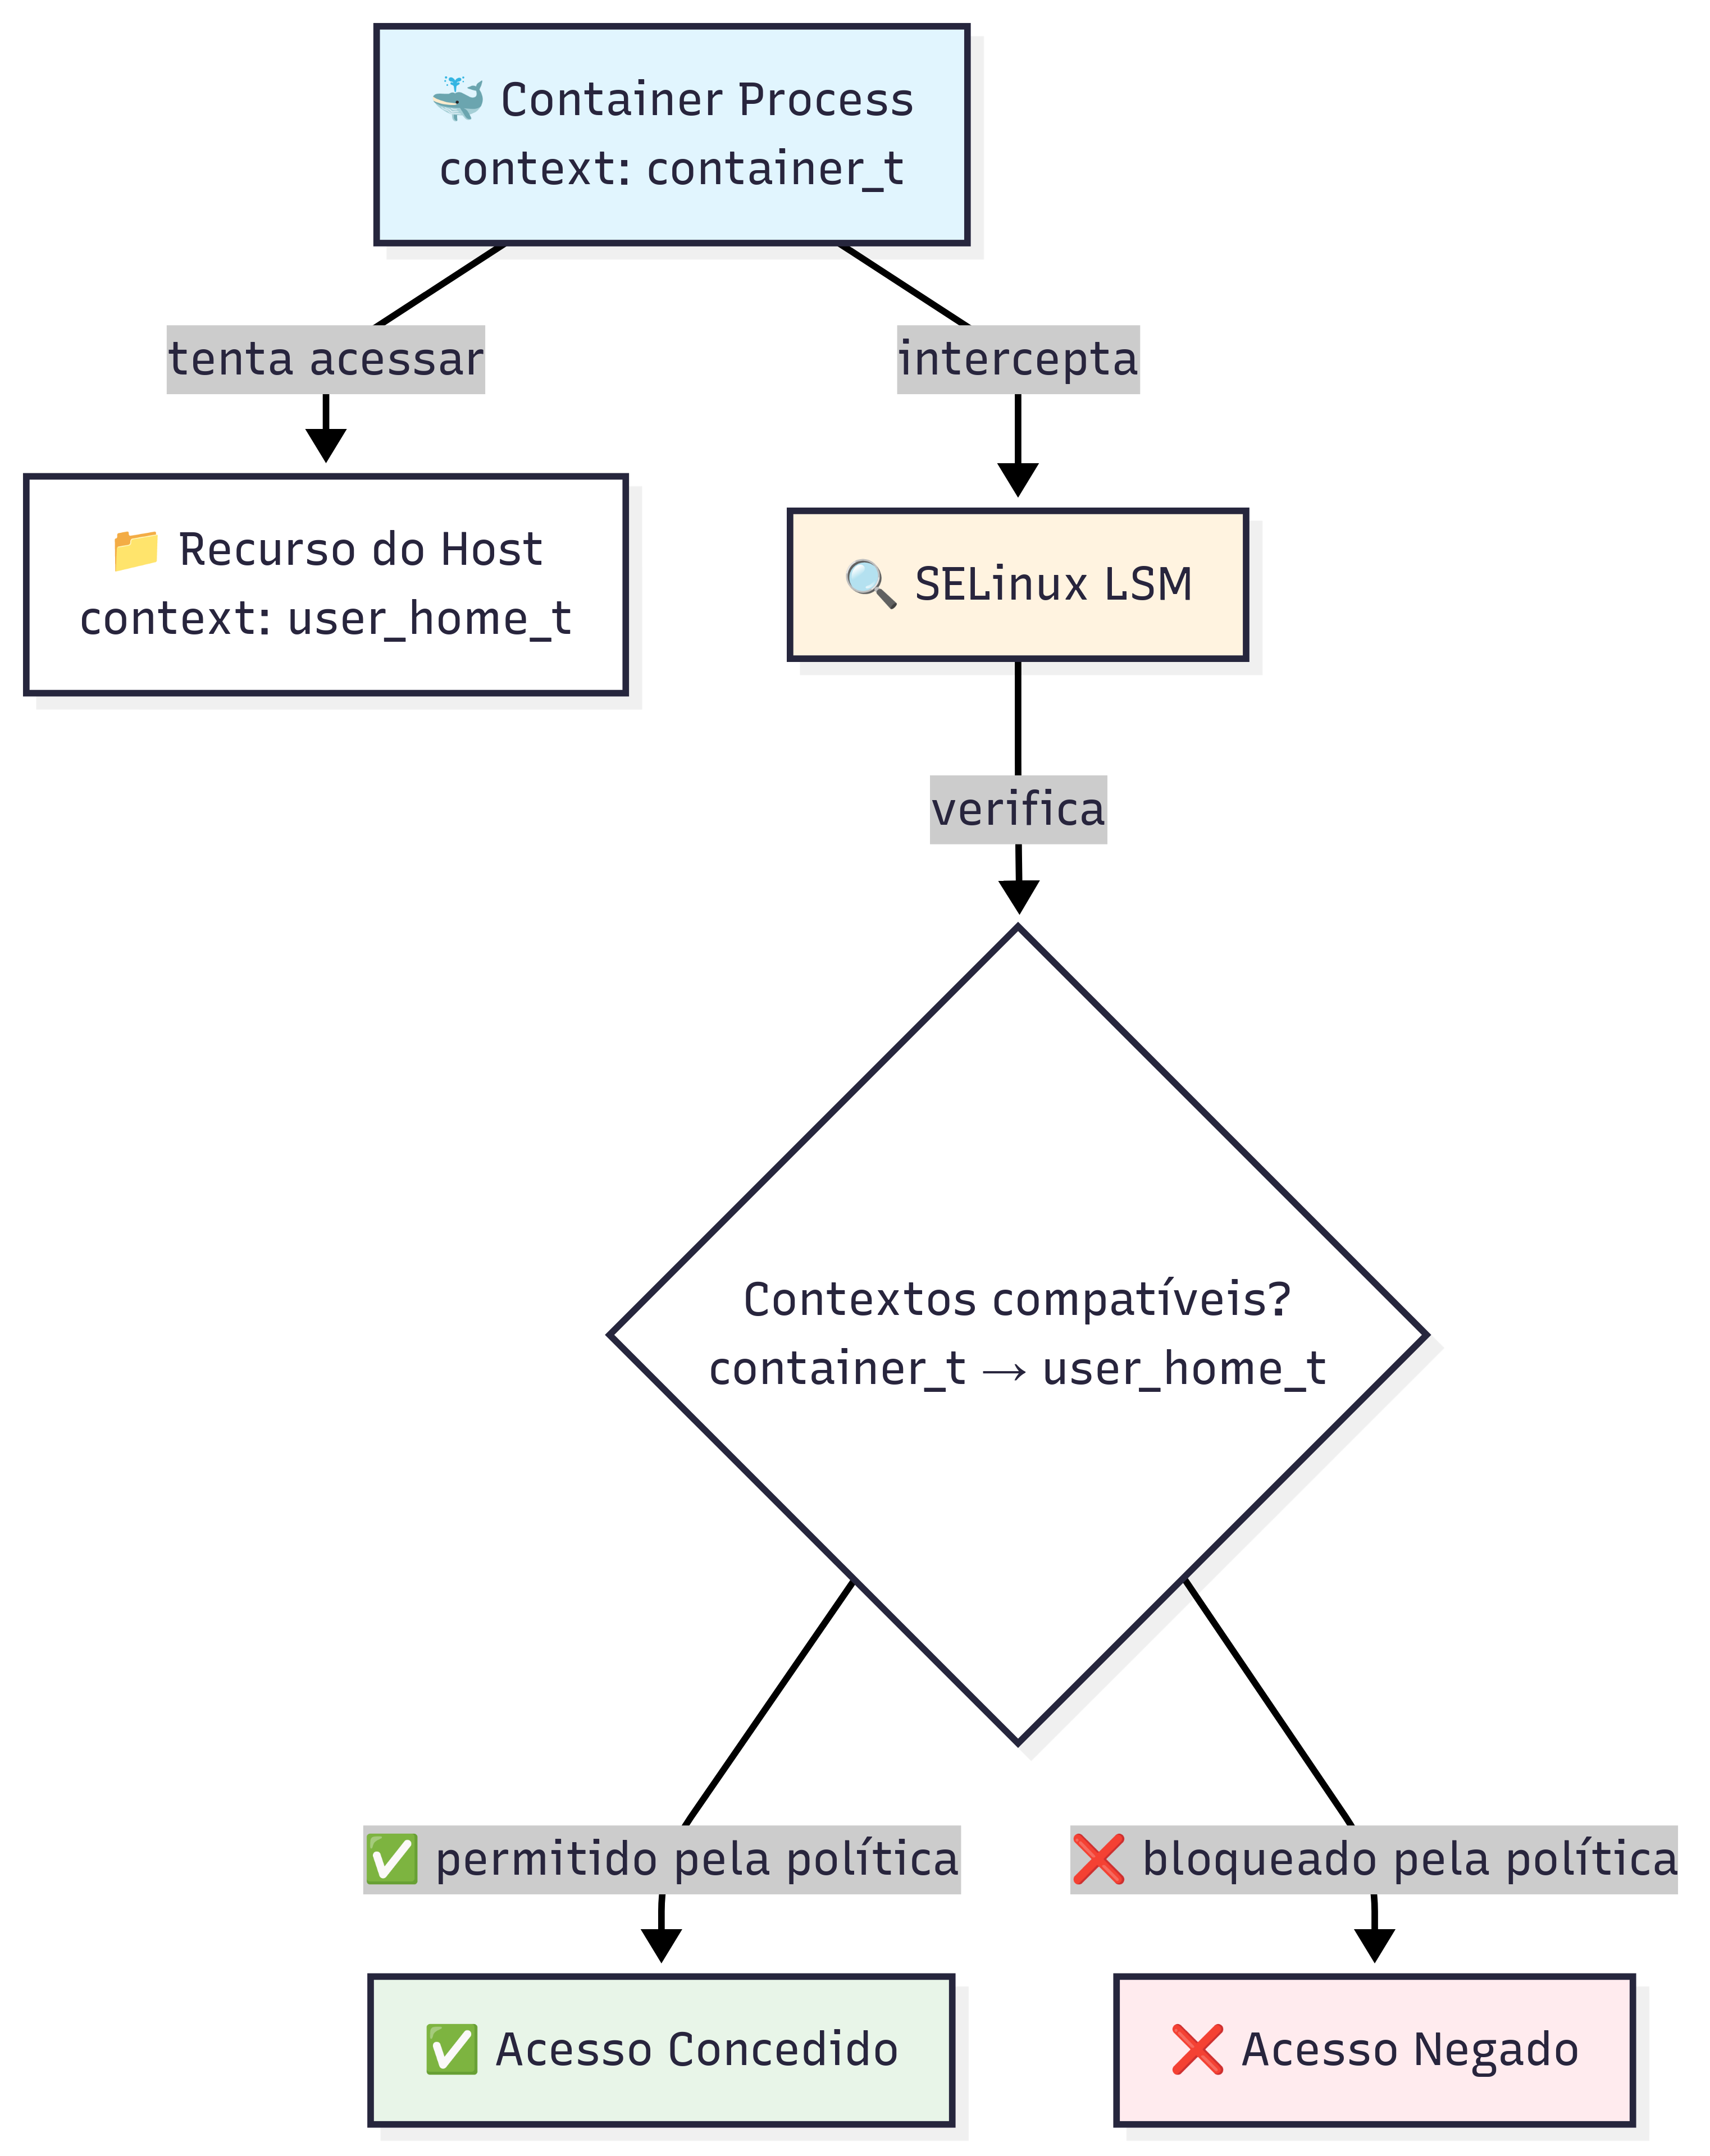 🐳 Container Process
context: container_t
tenta acessar
intercepta
📁 Recurso do Host
context: user_home_t
🔍 SELinux LSM
verifica
Contextos compatíveis?
container_t → user_home_t
✅ permitido pela política
❌ bloqueado pela política
✅ Acesso Concedido
❌ Acesso Negado